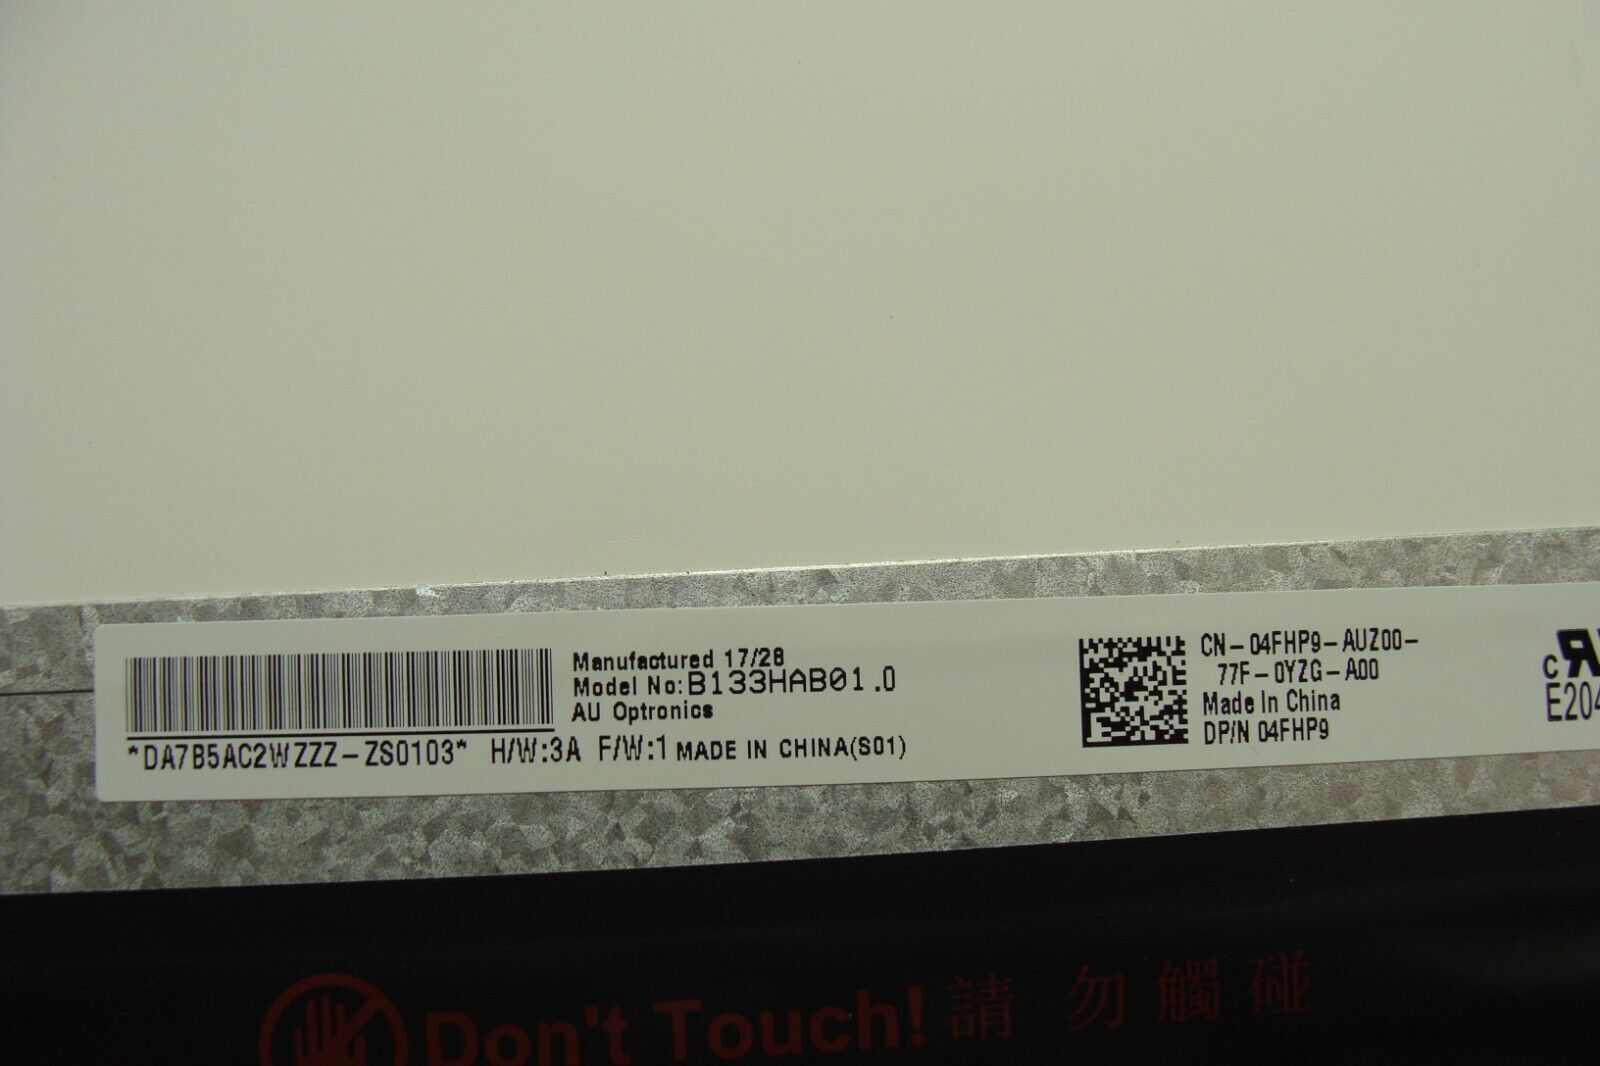 Manufactured 17/28
Model No:B133HAB01.0
AU Optronics
*DA7B5AC2WZZZ-ZS0103* H/W:3A F/W:1 MADE IN CHINA(S01)
CN-04FHP9-AUZ00-
77F-0YZG-A00
Made In China
DP/N 04FHP9
c
E204
Don't Touch! 請勿觸碰